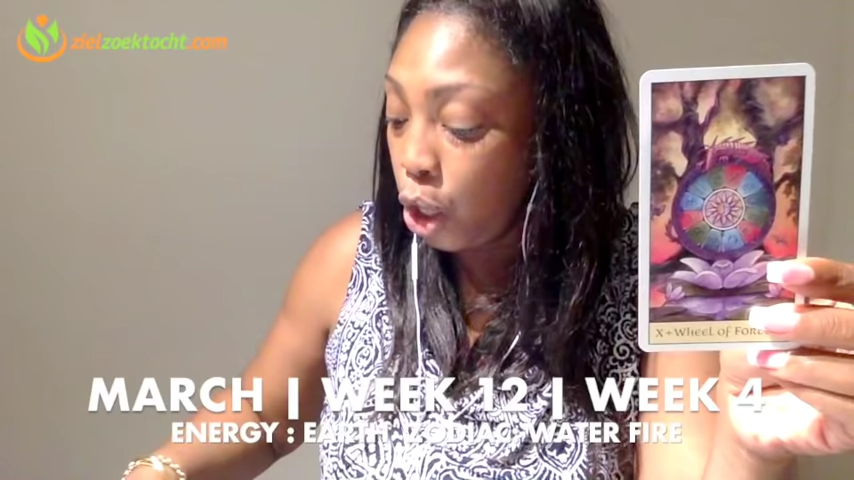 zielzoektocht.com
X + WHEEL OF
MARCH | WEEK 12 | WEEK 4
ENERGY : EARTH ZODIAC WATER FIRE